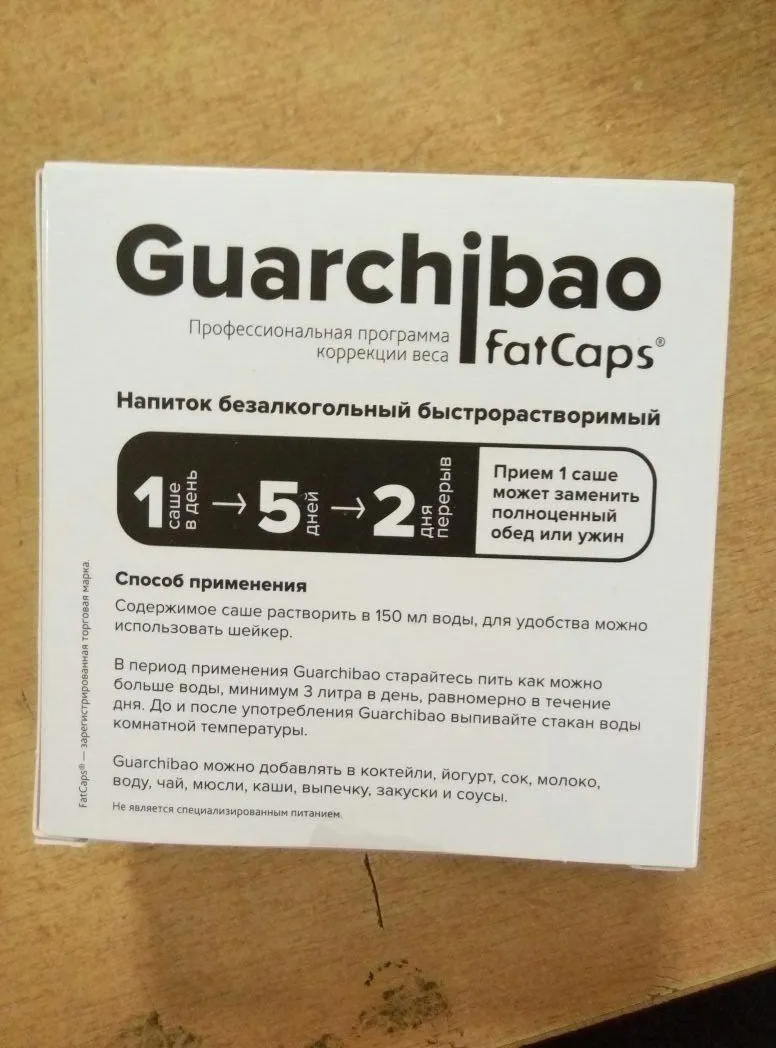 Guarchibao
Профессиональная программа
коррекции веса
fatCaps®
Напиток безалкогольный быстрорастворимый
1 саше в день → 5 дней → 2 дня перерыв
Прием 1 саше
может заменить
полноценный
обед или ужин
Способ применения
Содержимое саше растворить в 150 мл воды, для удобства можно
использовать шейкер.
В период применения Guarchibao старайтесь пить как можно
больше воды, минимум 3 литра в день, равномерно в течение
дня. До и после употребления Guarchibao выпивайте стакан воды
комнатной температуры.
Guarchibao можно добавлять в коктейли, йогурт, сок, молоко,
воду, чай, мюсли, каши, выпечку, закуски и соусы.
Не является специализированным питанием.
FatCaps® — зарегистрированная торговая марка.